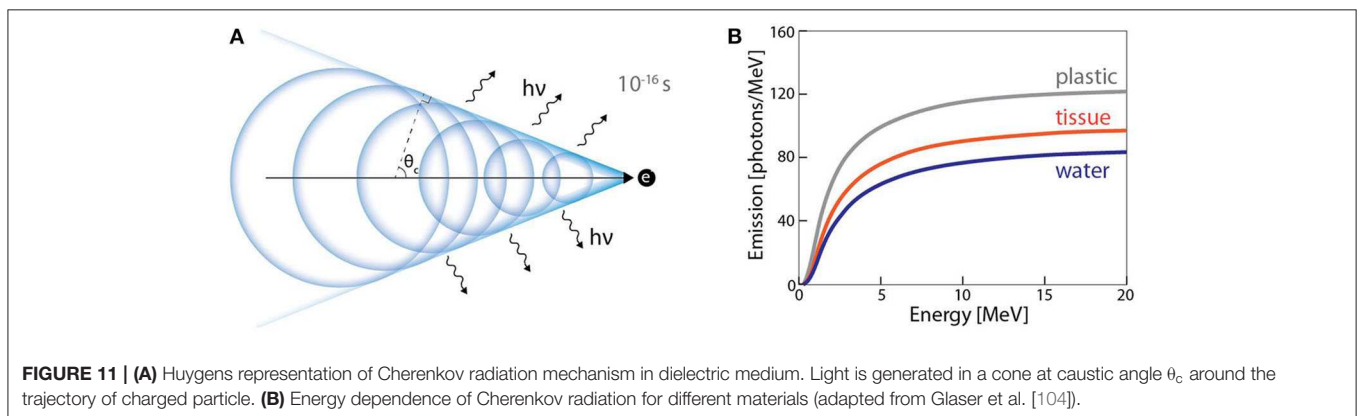 A
10⁻¹⁶ s
hν
θc
e
hν
B
Emission [photons/MeV]
160
120
80
40
0
plastic
tissue
water
0 5 10 15 20
Energy [MeV]
FIGURE 11 | (A) Huygens representation of Cherenkov radiation mechanism in dielectric medium. Light is generated in a cone at caustic angle θc around the
trajectory of charged particle. (B) Energy dependence of Cherenkov radiation for different materials (adapted from Glaser et al. [104]).